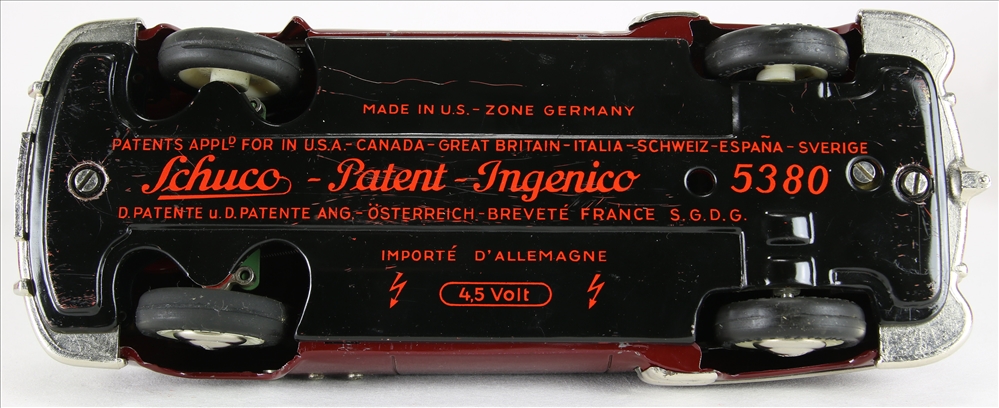 MADE IN U.S.- ZONE GERMANY
PATENTS APPLᴰ FOR IN U.S.A.- CANADA - GREAT BRITAIN - ITALIA - SCHWEIZ - ESPAÑA - SVERIGE
Schuco - Patent - Ingenico 5380
D. PATENTE u. D. PATENTE ANG.- ÖSTERREICH - BREVETÉ FRANCE S.G.D.G.
IMPORTÉ D'ALLEMAGNE
4,5 Volt